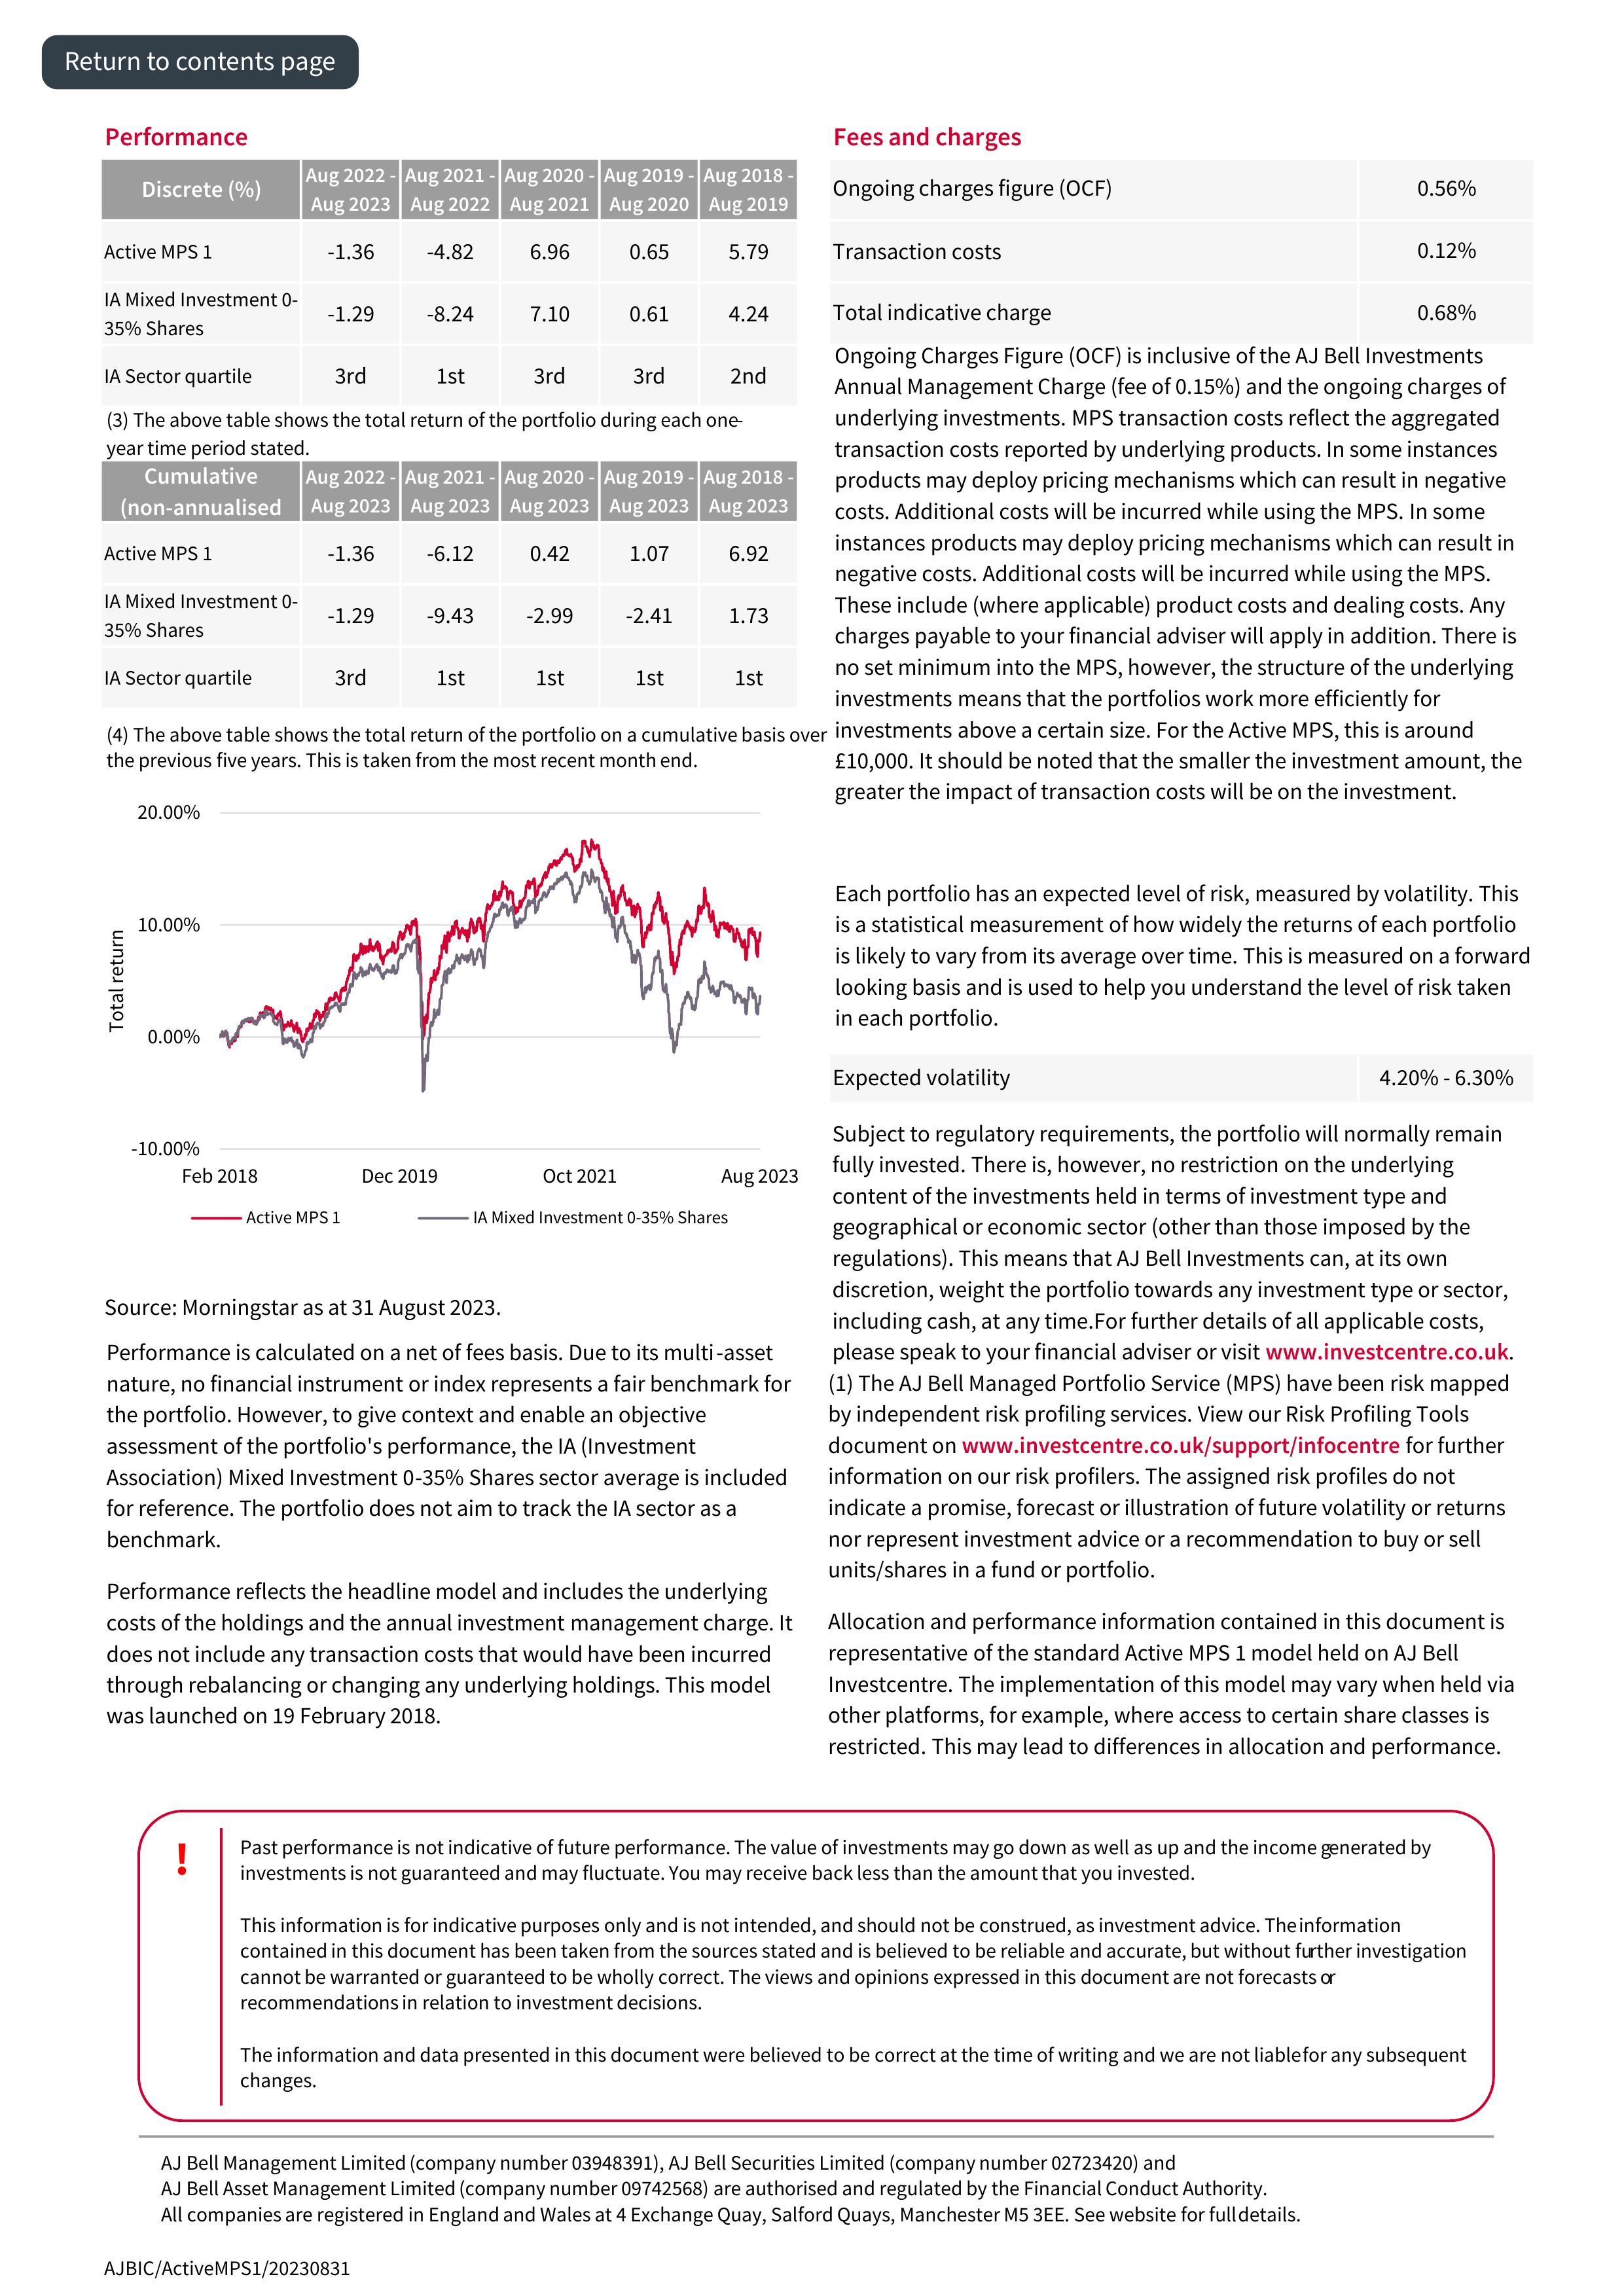 Return to contents page
Performance
Discrete (%) Aug 2022 - Aug 2021 - Aug 2020 - Aug 2019 - Aug 2018 -
Aug 2023 Aug 2022 Aug 2021 Aug 2020 Aug 2019
Active MPS 1 -1.36 -4.82 6.96 0.65 5.79
IA Mixed Investment 0-
35% Shares -1.29 -8.24 7.10 0.61 4.24
IA Sector quartile 3rd 1st 3rd 3rd 2nd
(3) The above table shows the total return of the portfolio during each one-
year time period stated.
Cumulative Aug 2022 - Aug 2021 - Aug 2020 - Aug 2019 - Aug 2018 -
(non-annualised Aug 2023 Aug 2023 Aug 2023 Aug 2023 Aug 2023
Active MPS 1 -1.36 -6.12 0.42 1.07 6.92
IA Mixed Investment 0-
35% Shares -1.29 -9.43 -2.99 -2.41 1.73
IA Sector quartile 3rd 1st 1st 1st 1st
(4) The above table shows the total return of the portfolio on a cumulative basis over
the previous five years. This is taken from the most recent month end.
20.00%
10.00%
0.00%
-10.00%
Total return
Feb 2018 Dec 2019 Oct 2021 Aug 2023
Active MPS 1 IA Mixed Investment 0-35% Shares
Source: Morningstar as at 31 August 2023.
Performance is calculated on a net of fees basis. Due to its multi-asset
nature, no financial instrument or index represents a fair benchmark for
the portfolio. However, to give context and enable an objective
assessment of the portfolio's performance, the IA (Investment
Association) Mixed Investment 0-35% Shares sector average is included
for reference. The portfolio does not aim to track the IA sector as a
benchmark.
Performance reflects the headline model and includes the underlying
costs of the holdings and the annual investment management charge. It
does not include any transaction costs that would have been incurred
through rebalancing or changing any underlying holdings. This model
was launched on 19 February 2018.
Fees and charges
Ongoing charges figure (OCF) 0.56%
Transaction costs 0.12%
Total indicative charge 0.68%
Ongoing Charges Figure (OCF) is inclusive of the AJ Bell Investments
Annual Management Charge (fee of 0.15%) and the ongoing charges of
underlying investments. MPS transaction costs reflect the aggregated
transaction costs reported by underlying products. In some instances
products may deploy pricing mechanisms which can result in negative
costs. Additional costs will be incurred while using the MPS. In some
instances products may deploy pricing mechanisms which can result in
negative costs. Additional costs will be incurred while using the MPS.
These include (where applicable) product costs and dealing costs. Any
charges payable to your financial adviser will apply in addition. There is
no set minimum into the MPS, however, the structure of the underlying
investments means that the portfolios work more efficiently for
investments above a certain size. For the Active MPS, this is around
£10,000. It should be noted that the smaller the investment amount, the
greater the impact of transaction costs will be on the investment.
Each portfolio has an expected level of risk, measured by volatility. This
is a statistical measurement of how widely the returns of each portfolio
is likely to vary from its average over time. This is measured on a forward
looking basis and is used to help you understand the level of risk taken
in each portfolio.
Expected volatility 4.20% - 6.30%
Subject to regulatory requirements, the portfolio will normally remain
fully invested. There is, however, no restriction on the underlying
content of the investments held in terms of investment type and
geographical or economic sector (other than those imposed by the
regulations). This means that AJ Bell Investments can, at its own
discretion, weight the portfolio towards any investment type or sector,
including cash, at any time.For further details of all applicable costs,
please speak to your financial adviser or visit www.investcentre.co.uk.
(1) The AJ Bell Managed Portfolio Service (MPS) have been risk mapped
by independent risk profiling services. View our Risk Profiling Tools
document on www.investcentre.co.uk/support/infocentre for further
information on our risk profilers. The assigned risk profiles do not
indicate a promise, forecast or illustration of future volatility or returns
nor represent investment advice or a recommendation to buy or sell
units/shares in a fund or portfolio.
Allocation and performance information contained in this document is
representative of the standard Active MPS 1 model held on AJ Bell
Investcentre. The implementation of this model may vary when held via
other platforms, for example, where access to certain share classes is
restricted. This may lead to differences in allocation and performance.
!
Past performance is not indicative of future performance. The value of investments may go down as well as up and the income generated by
investments is not guaranteed and may fluctuate. You may receive back less than the amount that you invested.
This information is for indicative purposes only and is not intended, and should not be construed, as investment advice. The information
contained in this document has been taken from the sources stated and is believed to be reliable and accurate, but without further investigation
cannot be warranted or guaranteed to be wholly correct. The views and opinions expressed in this document are not forecasts or
recommendations in relation to investment decisions.
The information and data presented in this document were believed to be correct at the time of writing and we are not liable for any subsequent
changes.
AJ Bell Management Limited (company number 03948391), AJ Bell Securities Limited (company number 02723420) and
AJ Bell Asset Management Limited (company number 09742568) are authorised and regulated by the Financial Conduct Authority.
All companies are registered in England and Wales at 4 Exchange Quay, Salford Quays, Manchester M5 3EE. See website for full details.
AJBIC/ActiveMPS1/20230831